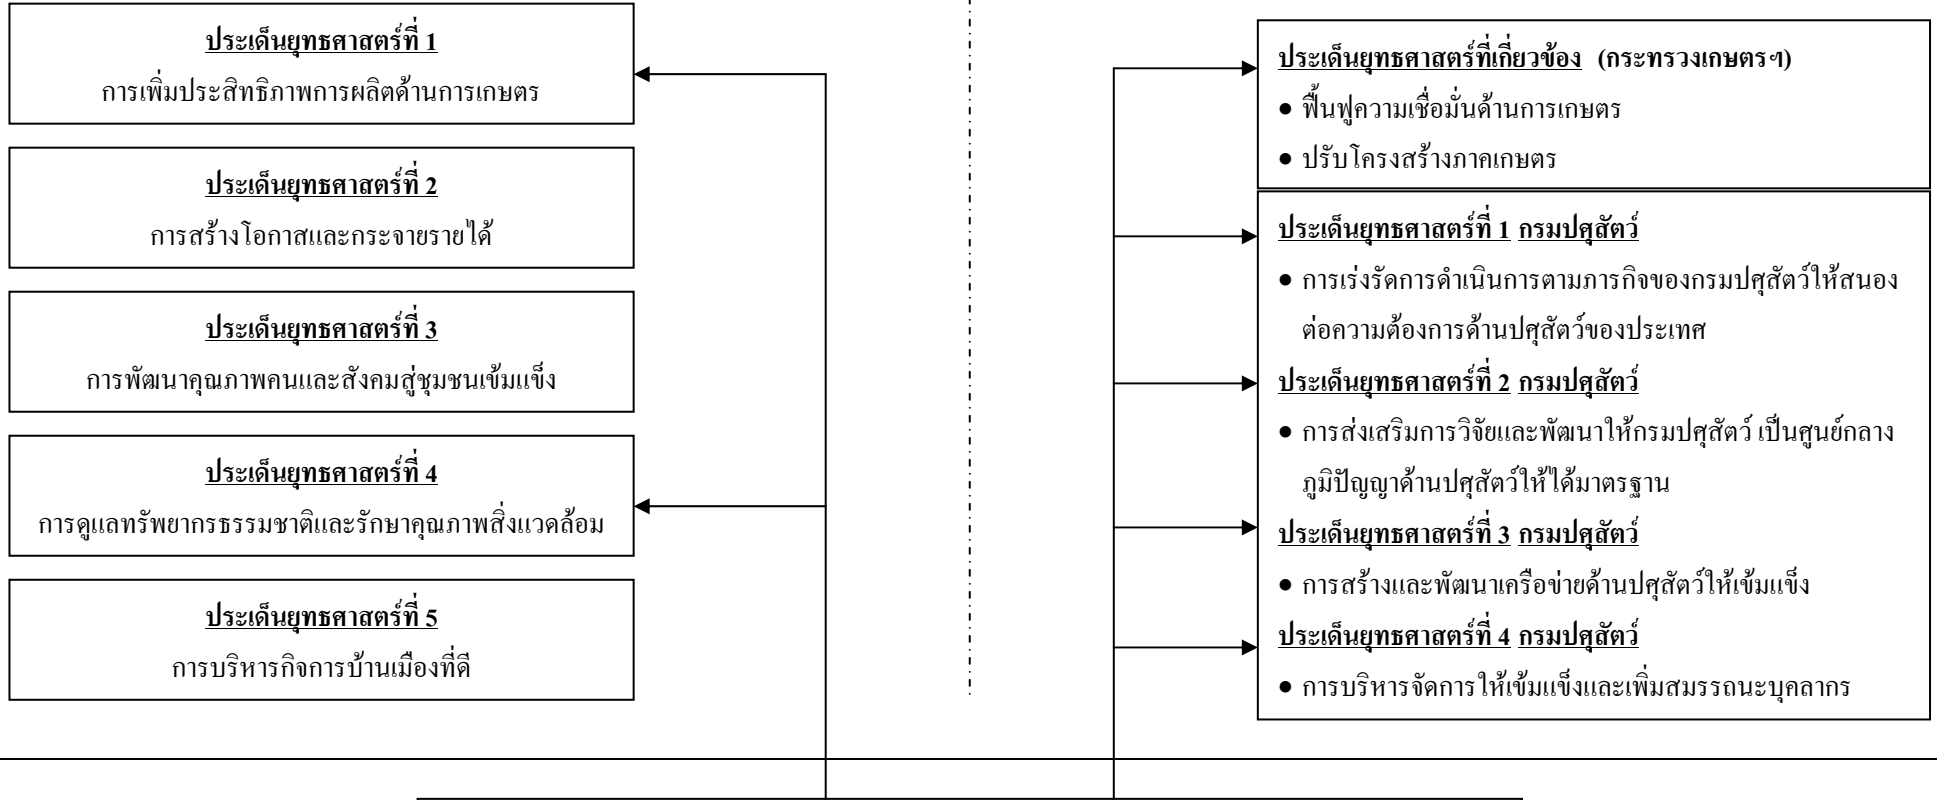 ประเด็นยุทธศาสตร์ที่ 1
การเพิ่มประสิทธิภาพการผลิตด้านการเกษตร
ประเด็นยุทธศาสตร์ที่ 2
การสร้างโอกาสและกระจายรายได้
ประเด็นยุทธศาสตร์ที่ 3
การพัฒนาคุณภาพคนและสังคมสู่ชุมชนเข้มแข็ง
ประเด็นยุทธศาสตร์ที่ 4
การดูแลทรัพยากรธรรมชาติและรักษาคุณภาพสิ่งแวดล้อม
ประเด็นยุทธศาสตร์ที่ 5
การบริหารกิจการบ้านเมืองที่ดี
ประเด็นยุทธศาสตร์ที่เกี่ยวข้อง (กระทรวงเกษตรฯ)
• ฟื้นฟูความเชื่อมั่นด้านการเกษตร
• ปรับโครงสร้างภาคเกษตร
ประเด็นยุทธศาสตร์ที่ 1 กรมปศุสัตว์
• การเร่งรัดการดำเนินการตามภารกิจของกรมปศุสัตว์ให้สนอง
ต่อความต้องการด้านปศุสัตว์ของประเทศ
ประเด็นยุทธศาสตร์ที่ 2 กรมปศุสัตว์
• การส่งเสริมการวิจัยและพัฒนาให้กรมปศุสัตว์ เป็นศูนย์กลาง
ภูมิปัญญาด้านปศุสัตว์ให้ได้มาตรฐาน
ประเด็นยุทธศาสตร์ที่ 3 กรมปศุสัตว์
• การสร้างและพัฒนาเครือข่ายด้านปศุสัตว์ให้เข้มแข็ง
ประเด็นยุทธศาสตร์ที่ 4 กรมปศุสัตว์
• การบริหารจัดการให้เข้มแข็งและเพิ่มสมรรถนะบุคลากร